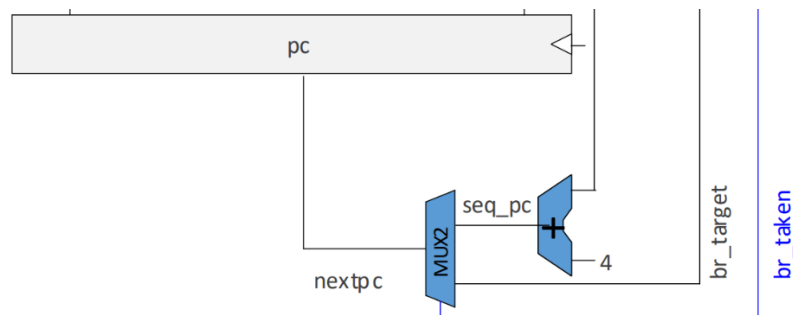 pc
seq_pc
+
4
MUX2
nextpc
br_target
br_taken